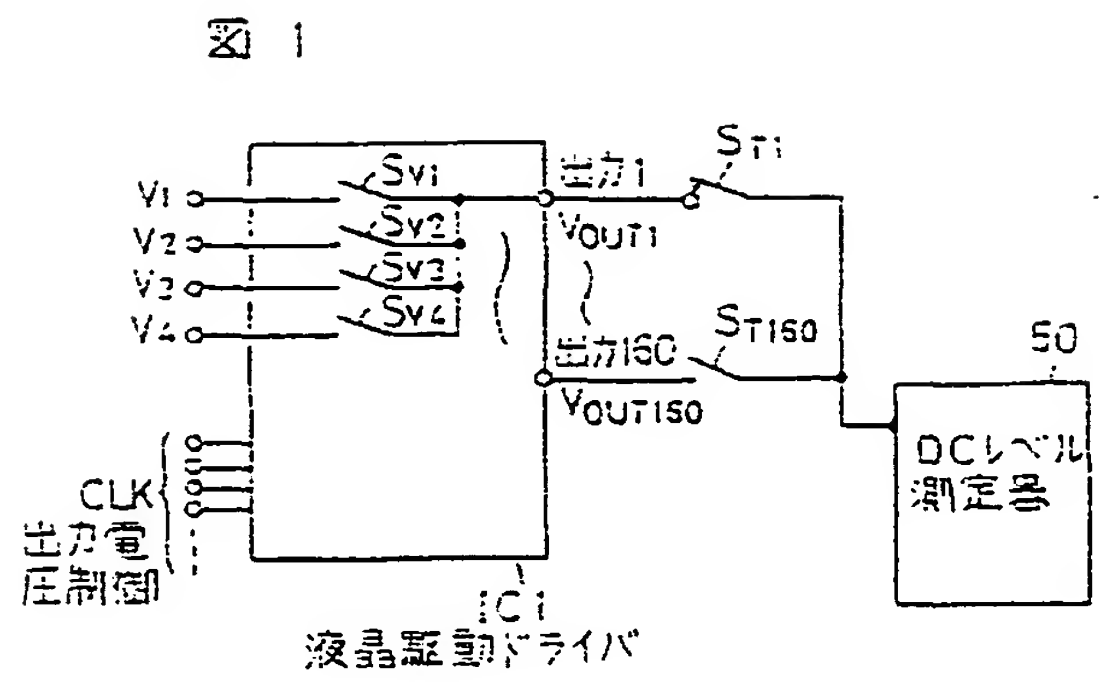 図 1
V1
V2
V3
V4
SV1
SV2
SV3
SV4
出力1
VOUT1
ST1
出力160
VOUT150
ST150
50
DCレベル
測定器
CLK
出力電
圧制御
IC1
液晶駆動ドライバ